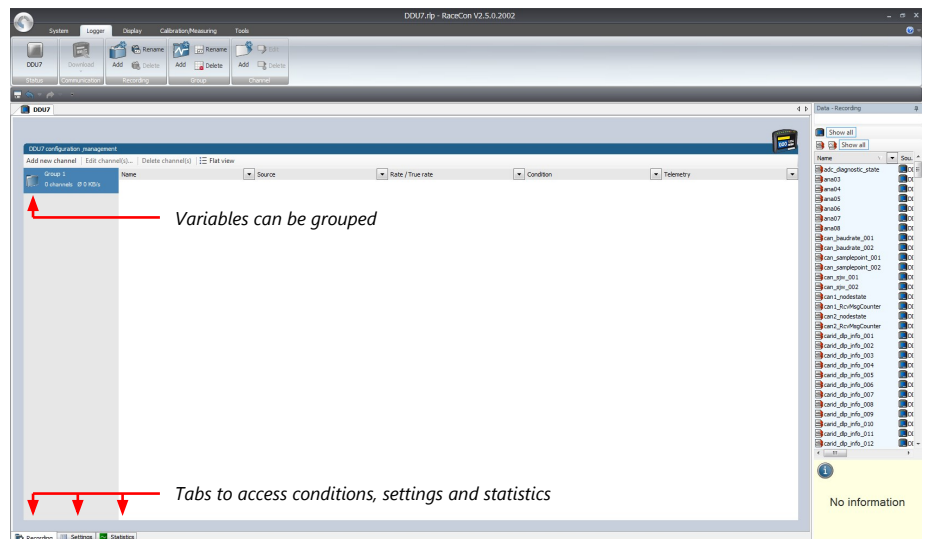 DDU7.rlp - RaceCon V2.5.0.2002
System Logger Display Calibration/Measuring Tools
DDU7 Download Add Rename Delete Add Rename Delete Add Edit Delete
Status Communication Recording Group Channel
DDU7
Data - Recording
Show all
Show all
DDU7 configuration_management
Add new channel Edit channel(s)... Delete channel(s) Flat view
Group 1
0 channels Ø 0 KB/s
Name Source Rate / True rate Condition Telemetry
Variables can be grouped
Tabs to access conditions, settings and statistics
Recording Settings Statistics
Name Sou.
adc_diagnostic_state
ana03
ana04
ana05
ana06
ana07
ana08
can_baudrate_001
can_baudrate_002
can_samplepoint_001
can_samplepoint_002
can_sjw_001
can_sjw_002
can1_nodestate
can1_RcvMsgCounter
can2_nodestate
can2_RcvMsgCounter
carid_dlp_info_001
carid_dlp_info_002
carid_dlp_info_003
carid_dlp_info_004
carid_dlp_info_005
carid_dlp_info_006
carid_dlp_info_007
carid_dlp_info_008
carid_dlp_info_009
carid_dlp_info_010
carid_dlp_info_011
carid_dlp_info_012
No information